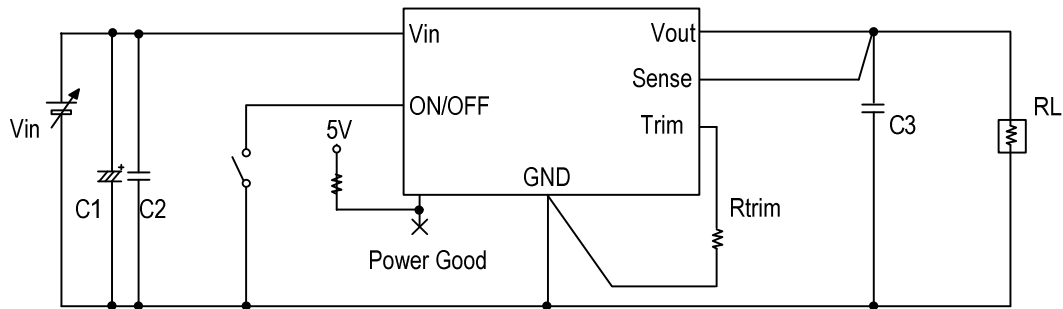 Vin
Vout
Sense
ON/OFF
Vin
5V
Trim
C3
RL
GND
C1
C2
Rtrim
Power Good
+